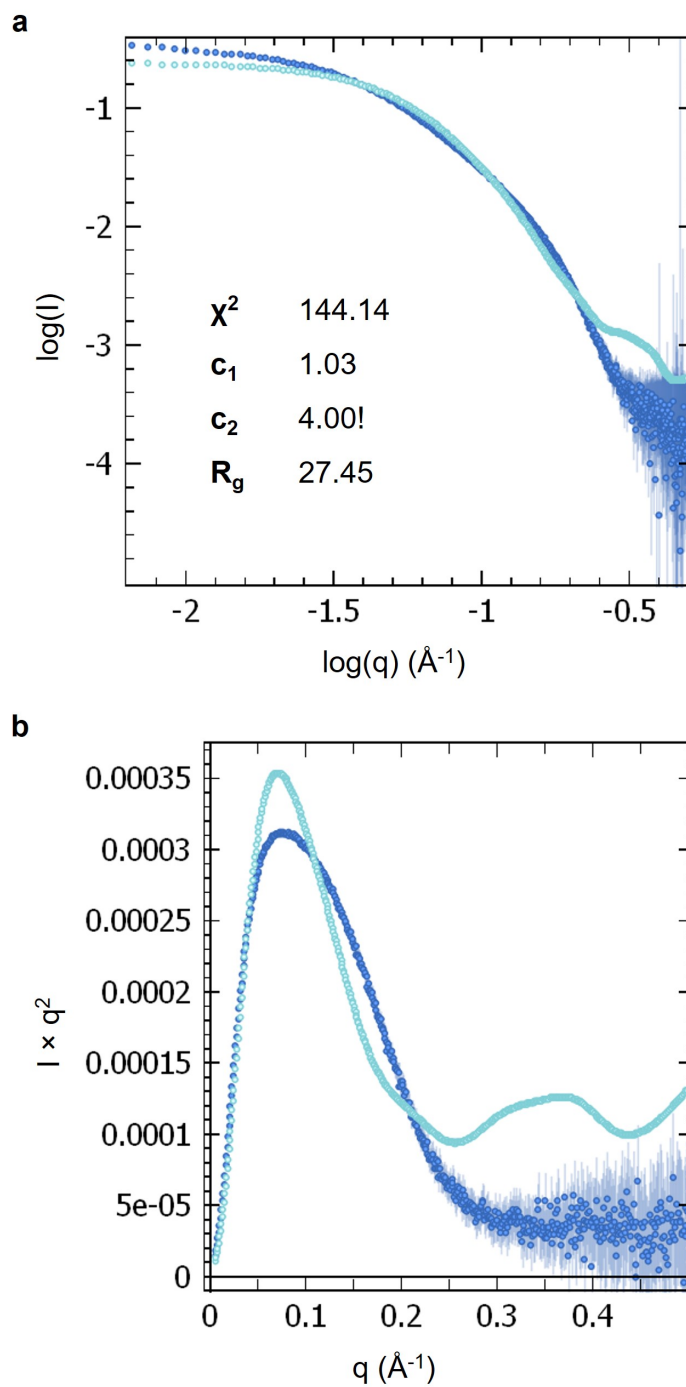 a
-1
-2
-3
-4
log(I)
χ² 144.14
c₁ 1.03
c₂ 4.00!
Rg 27.45
-2 -1.5 -1 -0.5
log(q) (Å⁻¹)
b
0.00035
0.0003
0.00025
0.0002
0.00015
0.0001
5e-05
0
I × q²
0 0.1 0.2 0.3 0.4
q (Å⁻¹)